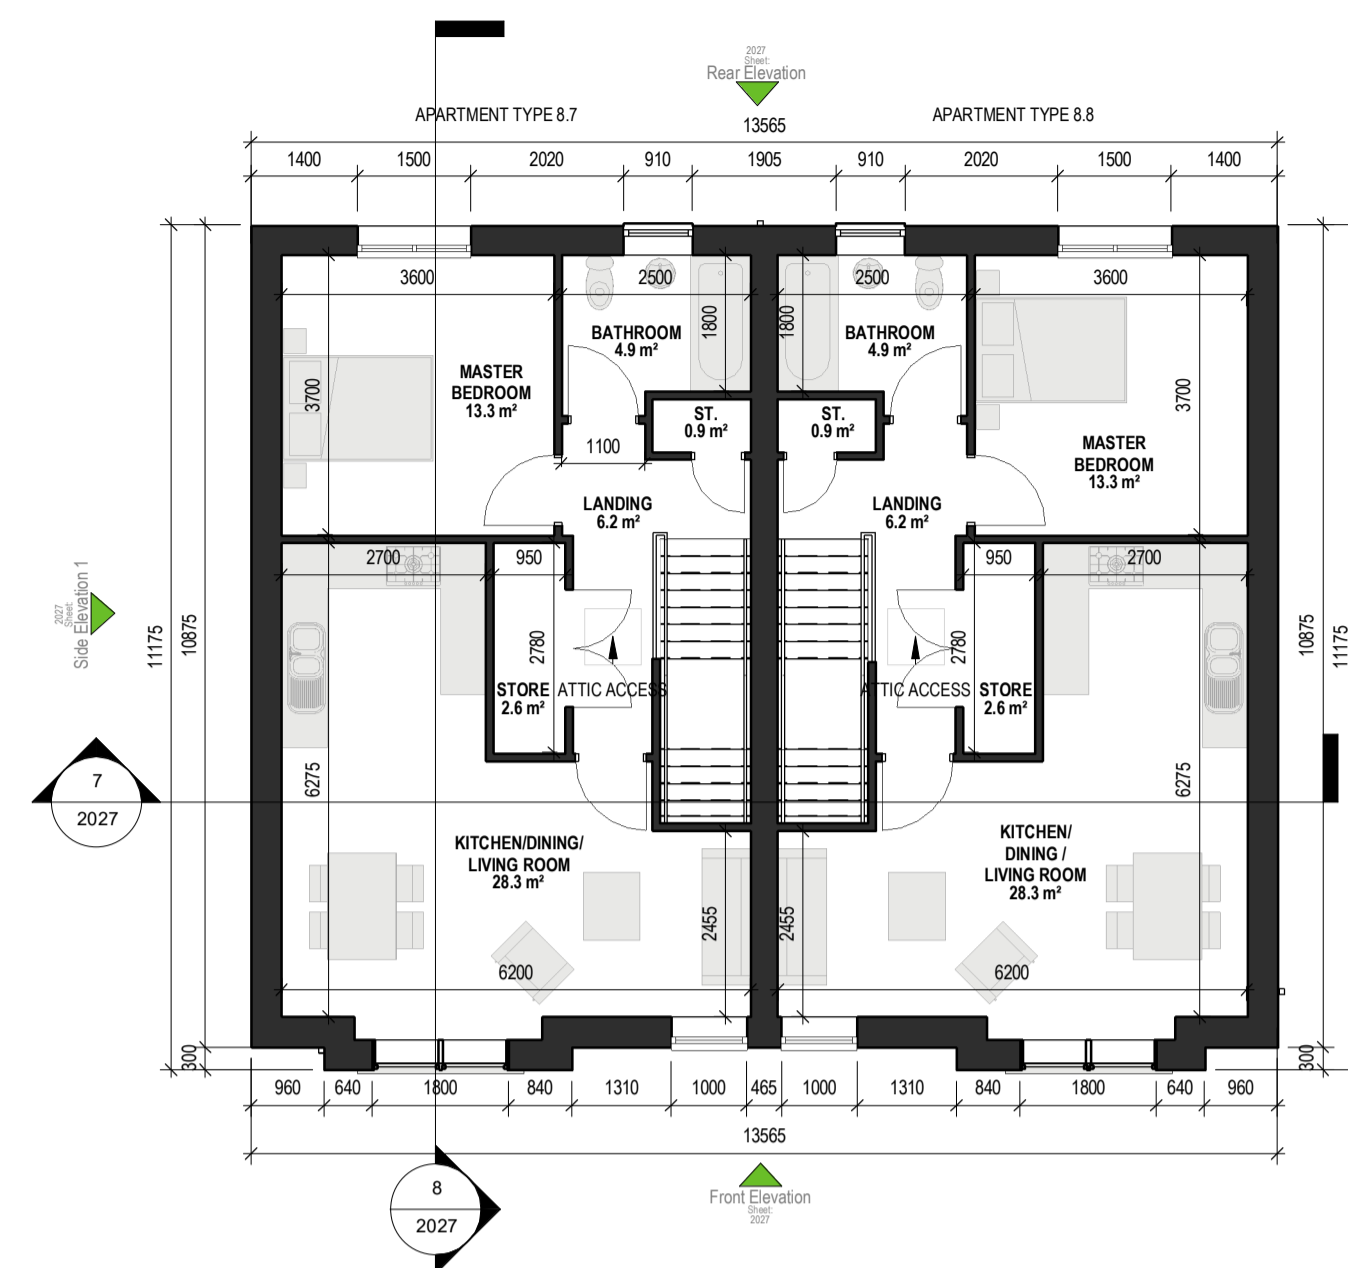 2027
Sheet:
Rear Elevation
APARTMENT TYPE 8.7
APARTMENT TYPE 8.8
13565
1400 1500 2020 910 1905 910 2020 1500 1400
3600 2500 2500 3600
1800 1800
BATHROOM
4.9 m²
BATHROOM
4.9 m²
MASTER
BEDROOM
13.3 m²
3700
3700
ST.
0.9 m²
ST.
0.9 m²
MASTER
BEDROOM
13.3 m²
1100
LANDING
6.2 m²
LANDING
6.2 m²
2700 950 950 2700
2027
Sheet:
Side Elevation 1
11175 10875
10875 11175
2780
2780
STORE
2.6 m²
ATTIC ACCESS
ATTIC ACCESS
STORE
2.6 m²
7
2027
6275
6275
KITCHEN/DINING/
LIVING ROOM
28.3 m²
KITCHEN/
DINING /
LIVING ROOM
28.3 m²
2455 2455
6200 6200
300
300
960 640 1800 840 1310 1000 465 1000 1310 840 1800 640 960
13565
8
2027
Front Elevation
Sheet:
2027